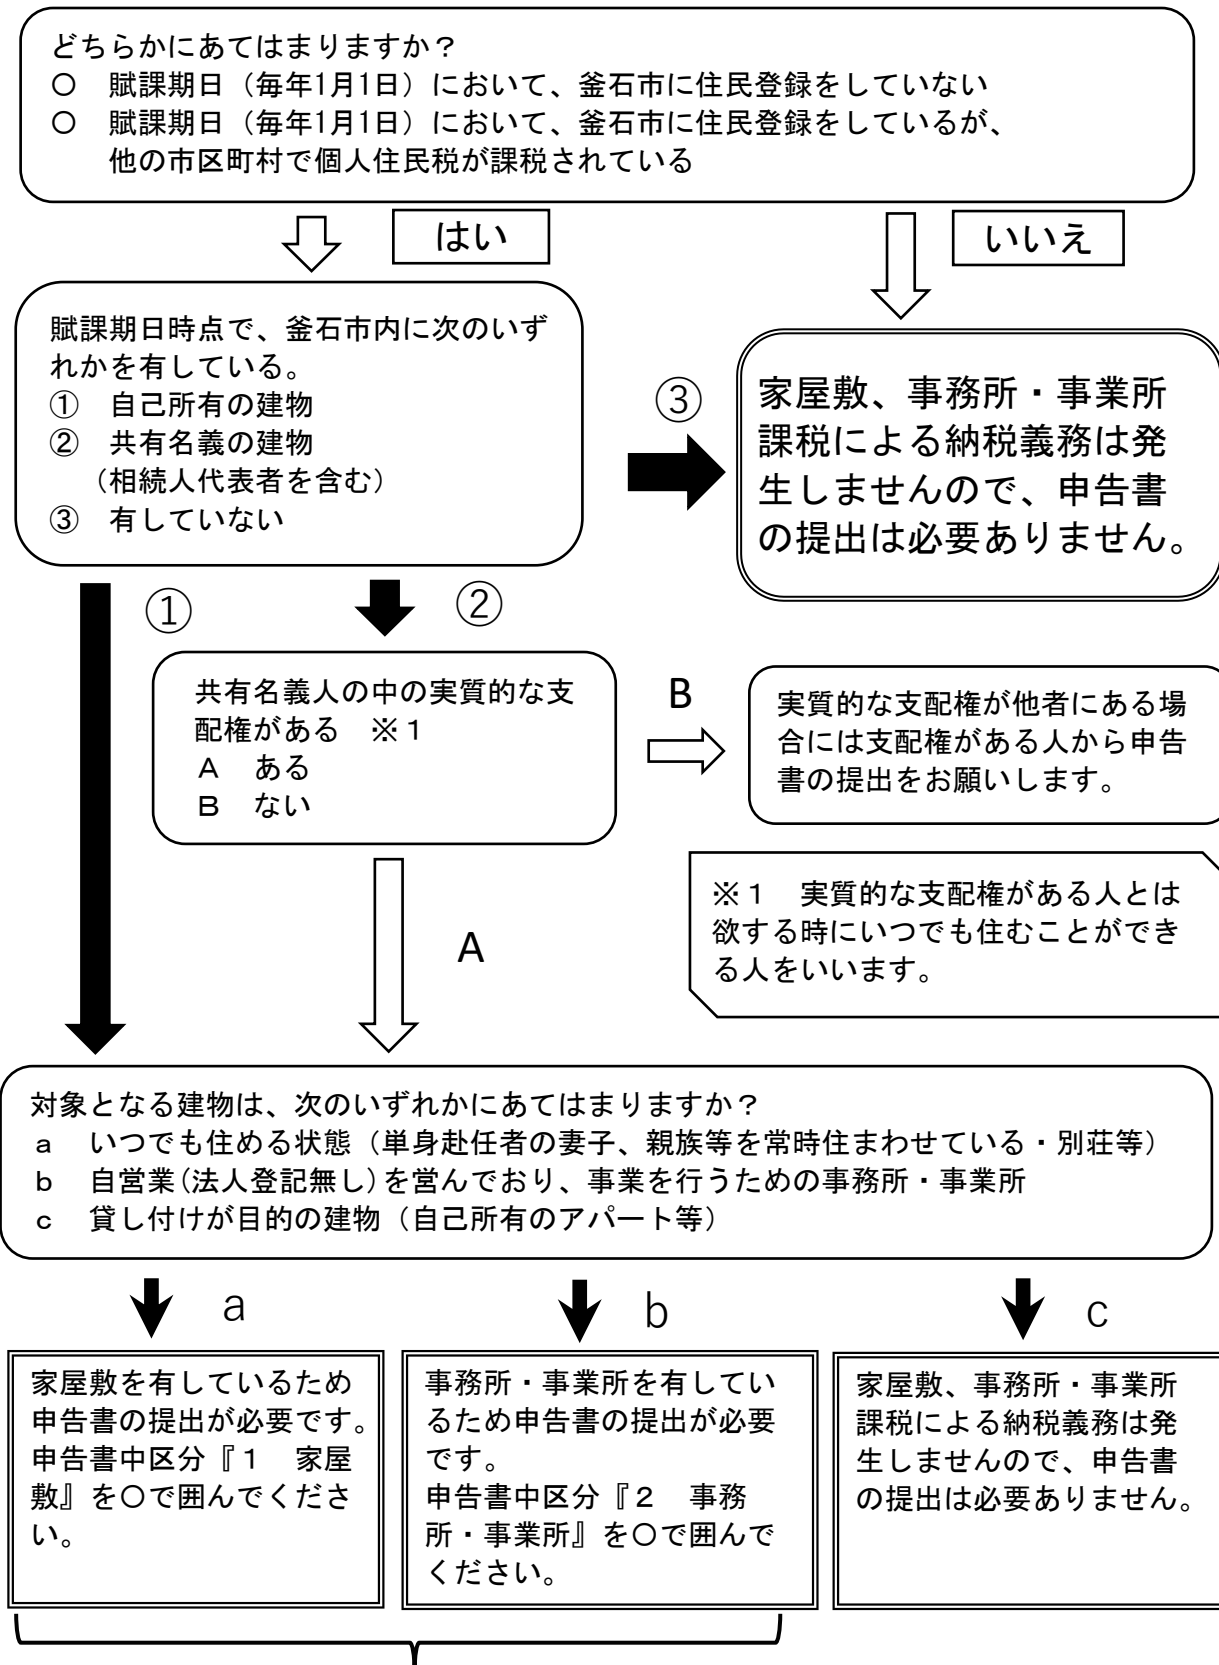 どちらかにあてはまりますか？
〇　賦課期日（毎年1月1日）において、釜石市に住民登録をしていない
〇　賦課期日（毎年1月1日）において、釜石市に住民登録をしているが、
他の市区町村で個人住民税が課税されている
はい
いいえ
賦課期日時点で、釜石市内に次のいず
れかを有している。
①　自己所有の建物
②　共有名義の建物
（相続人代表者を含む）
③　有していない
③
家屋敷、事務所・事業所
課税による納税義務は発
生しませんので、申告書
の提出は必要ありません。
①
②
共有名義人の中の実質的な支
配権がある　※１
Ａ　ある
Ｂ　ない
B
実質的な支配権が他者にある場
合には支配権がある人から申告
書の提出をお願いします。
※１　実質的な支配権がある人とは
欲する時にいつでも住むことができ
る人をいいます。
A
対象となる建物は、次のいずれかにあてはまりますか？
ａ　いつでも住める状態（単身赴任者の妻子、親族等を常時住まわせている・別荘等）
ｂ　自営業(法人登記無し)を営んでおり、事業を行うための事務所・事業所
ｃ　貸し付けが目的の建物（自己所有のアパート等）
a
b
c
家屋敷を有しているため
申告書の提出が必要です。
申告書中区分『１　家屋
敷』を〇で囲んでくださ
い。
事務所・事業所を有してい
るため申告書の提出が必要
です。
申告書中区分『２　事務
所・事業所』を〇で囲んで
ください。
家屋敷、事務所・事業所
課税による納税義務は発
生しませんので、申告書
の提出は必要ありません。